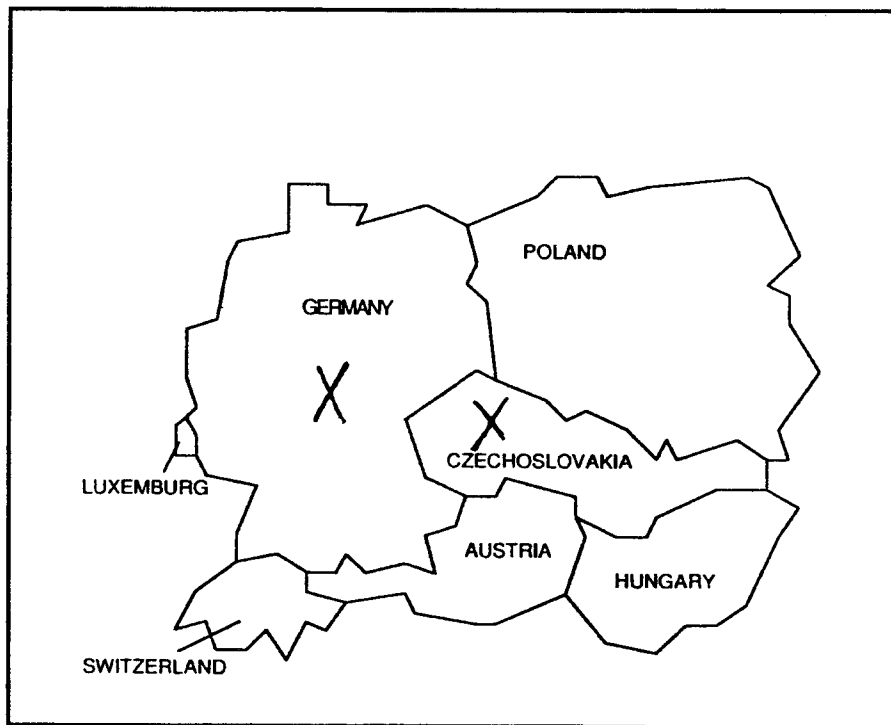 POLAND
GERMANY
CZECHOSLOVAKIA
LUXEMBURG
AUSTRIA
HUNGARY
SWITZERLAND